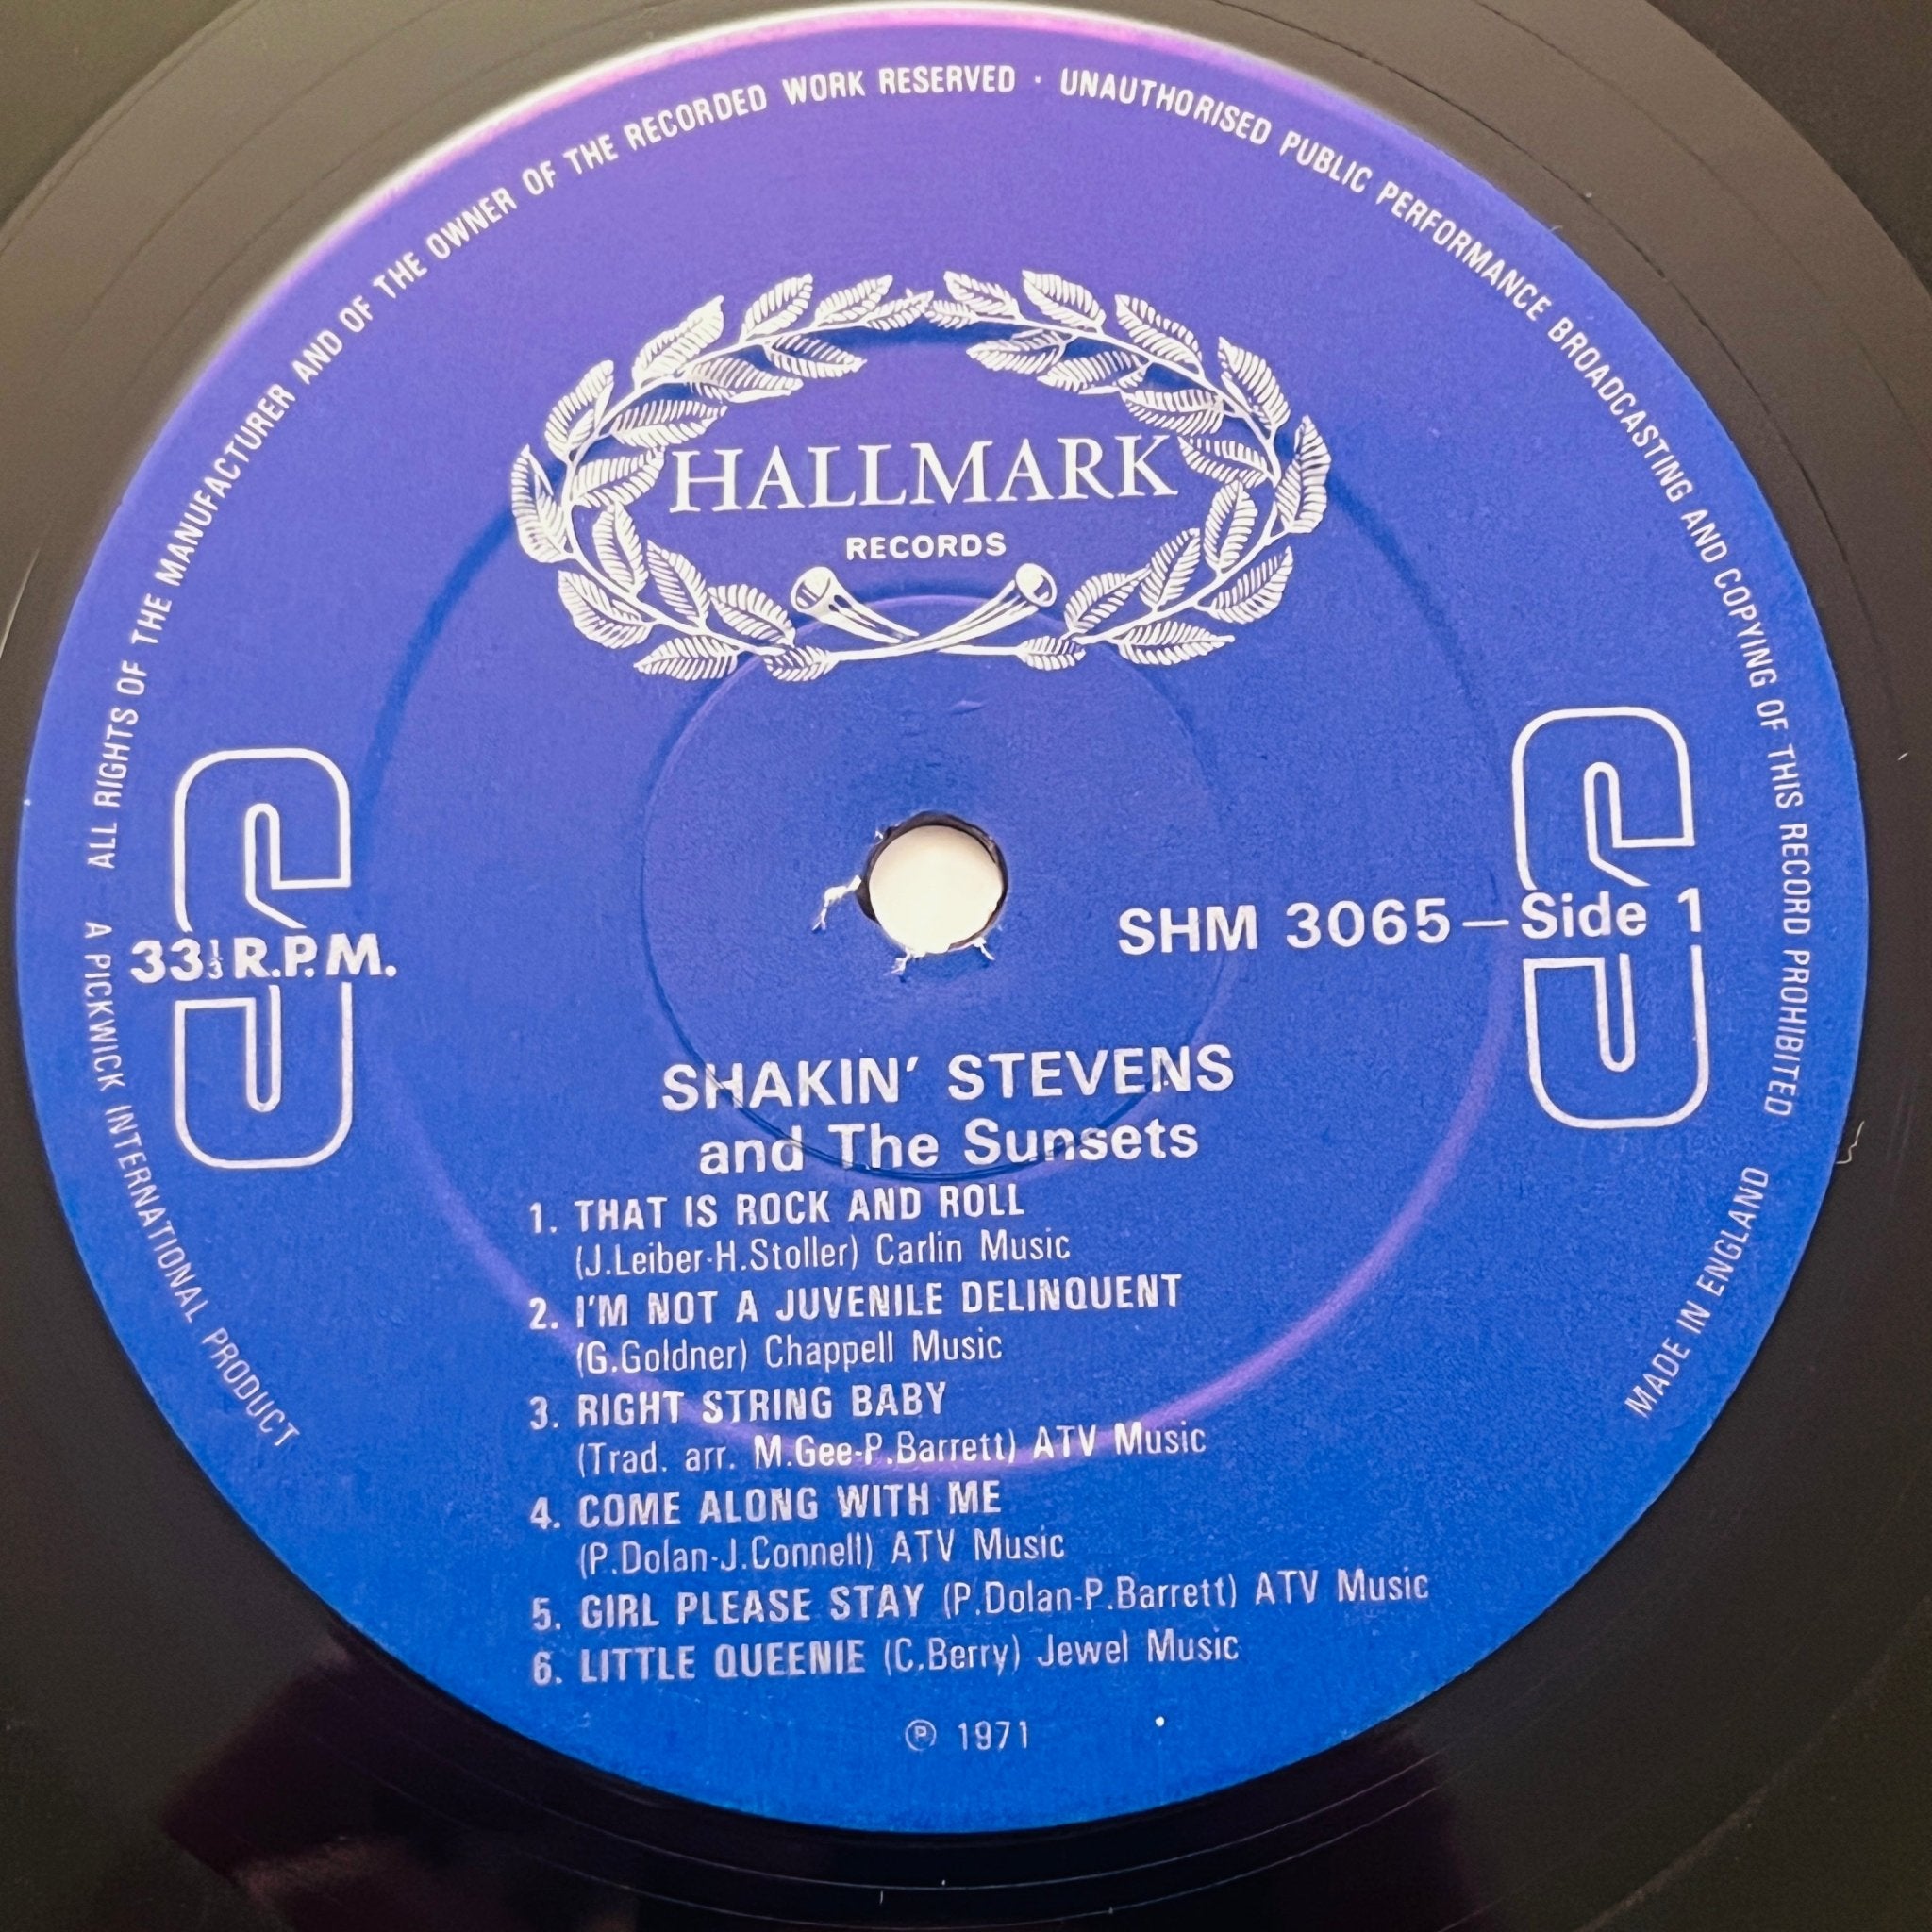 A PICKWICK INTERNATIONAL PRODUCT
ALL RIGHTS OF THE MANUFACTURER AND OF THE OWNER OF THE RECORDED WORK RESERVED · UNAUTHORISED PUBLIC PERFORMANCE BROADCASTING AND COPYING OF THIS RECORD PROHIBITED
MADE IN ENGLAND
HALLMARK
RECORDS
S
S
33⅓ R.P.M.
SHM 3065—Side 1
SHAKIN' STEVENS
and The Sunsets
1. THAT IS ROCK AND ROLL
(J.Leiber-H.Stoller) Carlin Music
2. I'M NOT A JUVENILE DELINQUENT
(G.Goldner) Chappell Music
3. RIGHT STRING BABY
(Trad. arr. M.Gee-P.Barrett) ATV Music
4. COME ALONG WITH ME
(P.Dolan-J.Connell) ATV Music
5. GIRL PLEASE STAY (P.Dolan-P.Barrett) ATV Music
6. LITTLE QUEENIE (C.Berry) Jewel Music
℗ 1971